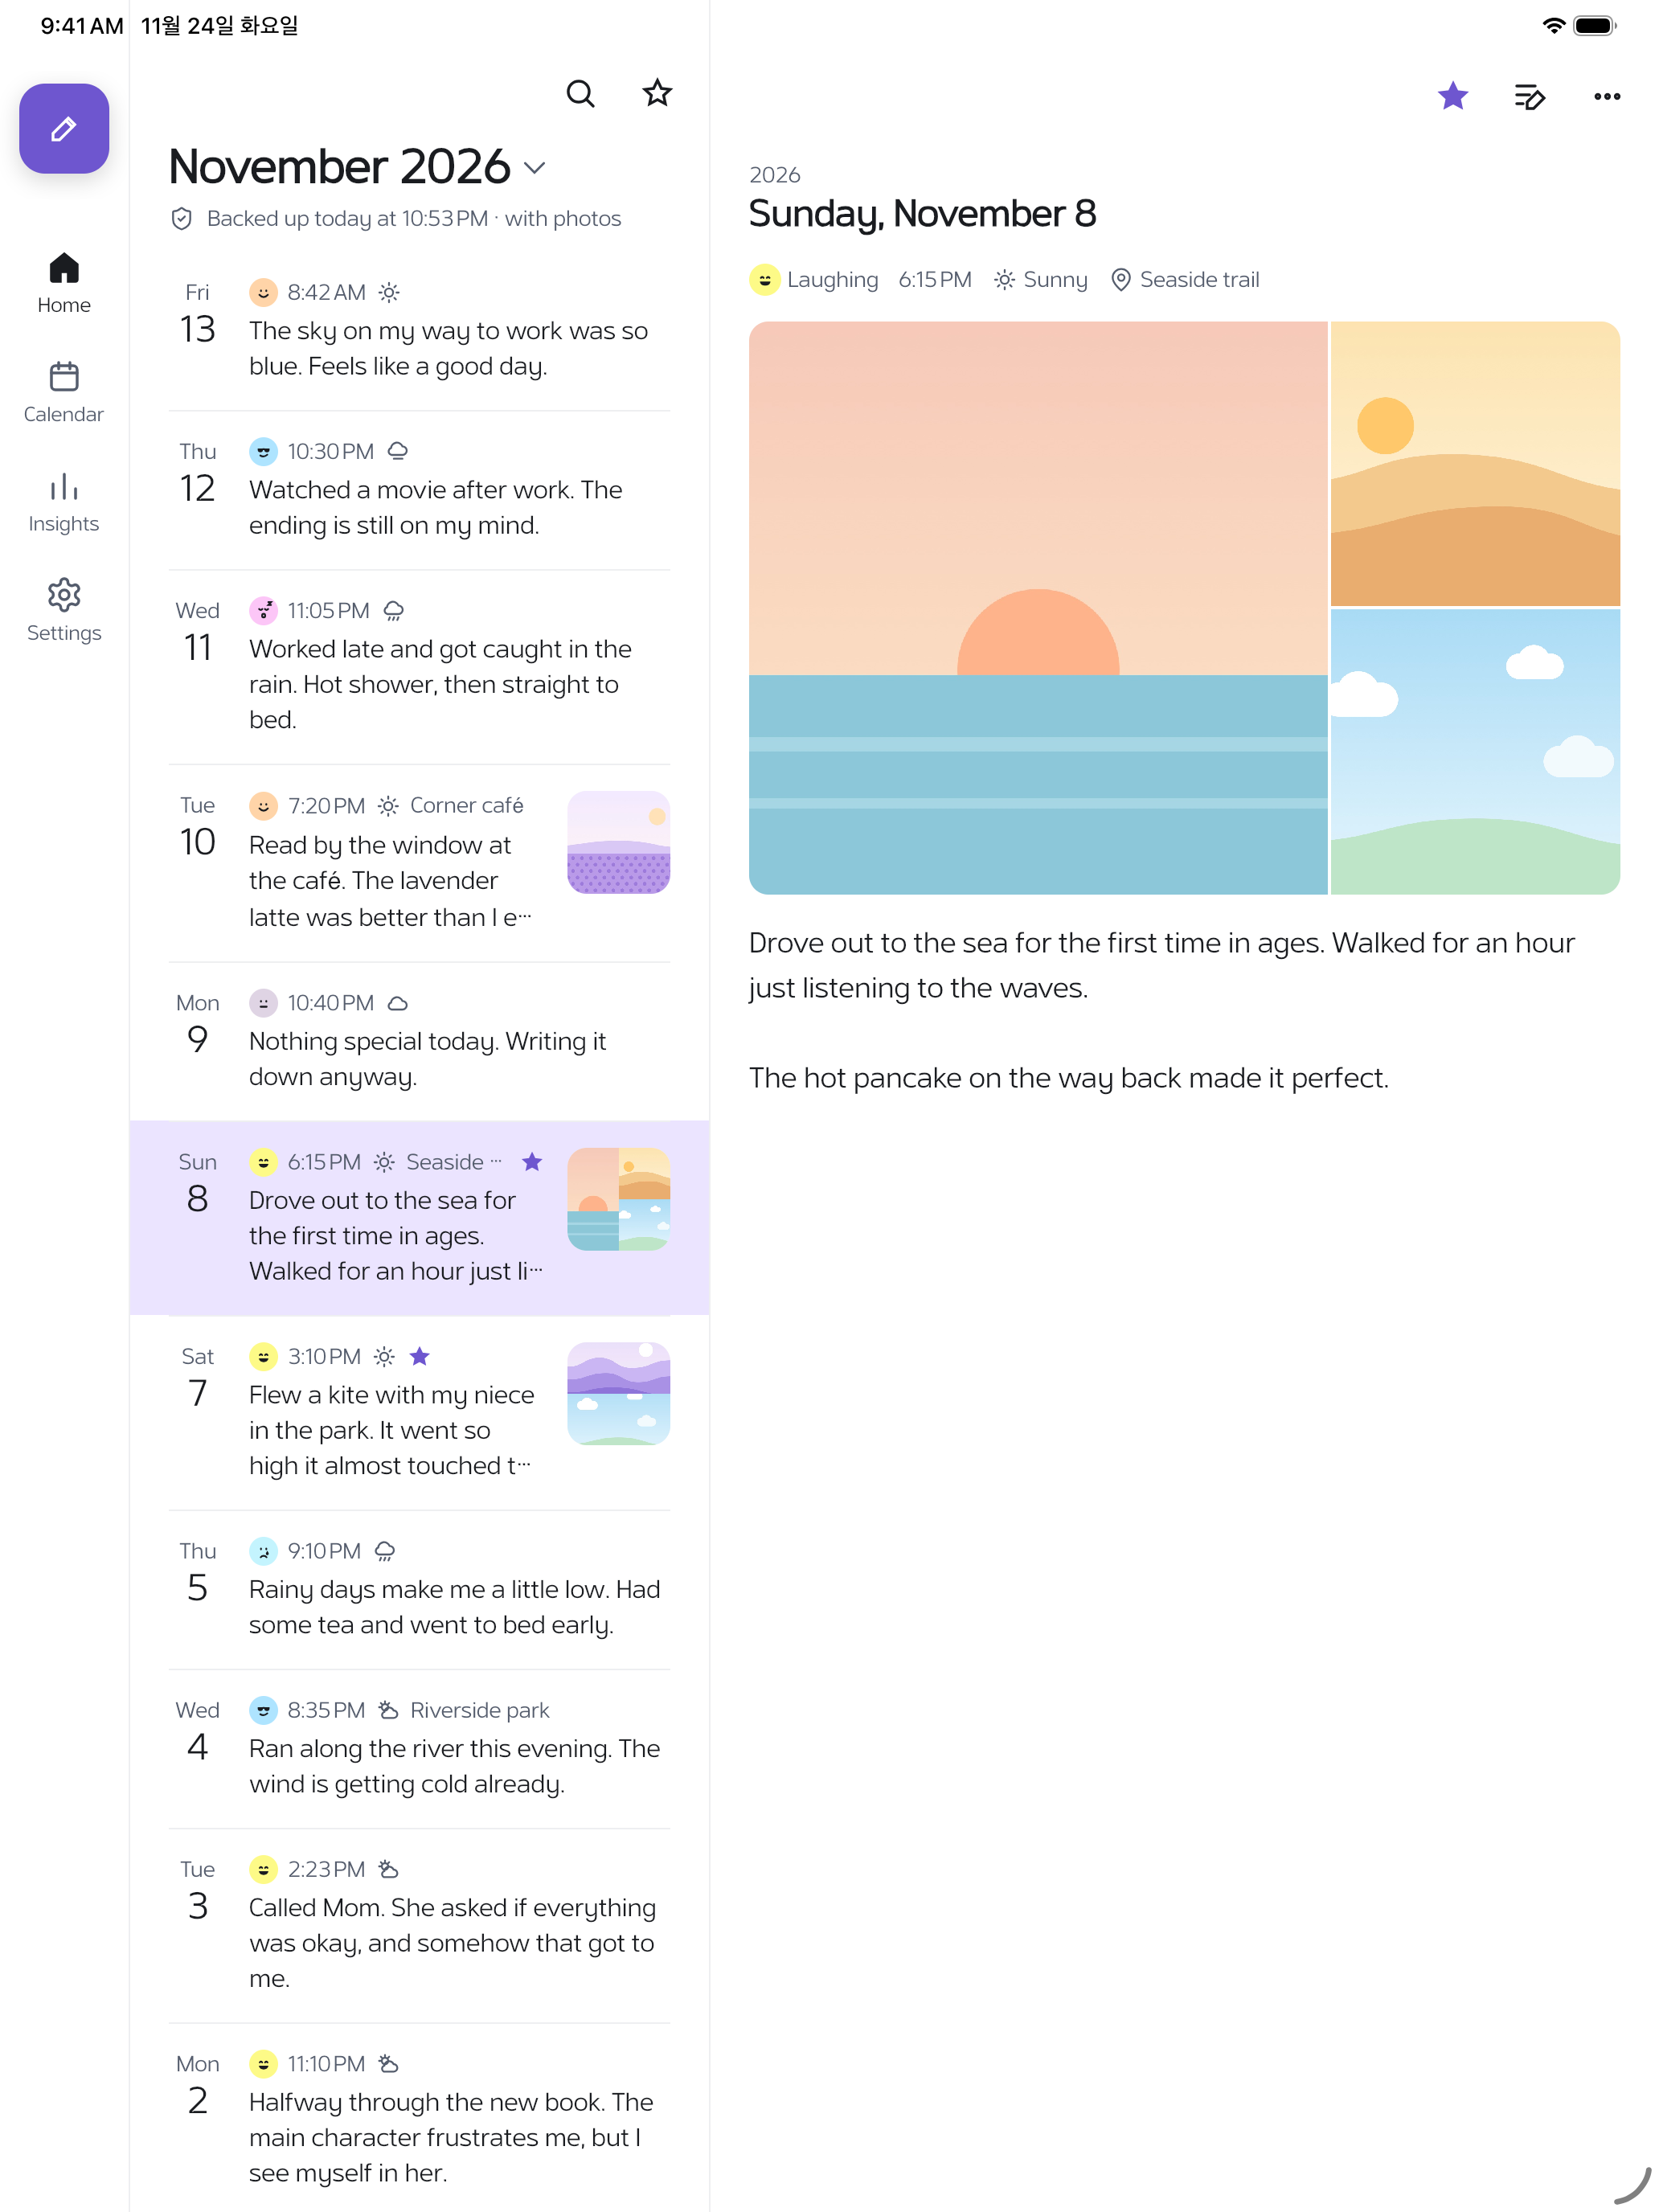 9:41 AM 11월 24일 화요일
Home
Calendar
Insights
Settings
November 2026
Backed up today at 10:53 PM · with photos
Fri
13
8:42 AM
The sky on my way to work was so
blue. Feels like a good day.
Thu
12
10:30 PM
Watched a movie after work. The
ending is still on my mind.
Wed
11
11:05 PM
Worked late and got caught in the
rain. Hot shower, then straight to
bed.
Tue
10
7:20 PM Corner café
Read by the window at
the café. The lavender
latte was better than I e…
Mon
9
10:40 PM
Nothing special today. Writing it
down anyway.
Sun
8
6:15 PM Seaside …
Drove out to the sea for
the first time in ages.
Walked for an hour just li…
Sat
7
3:10 PM
Flew a kite with my niece
in the park. It went so
high it almost touched t…
Thu
5
9:10 PM
Rainy days make me a little low. Had
some tea and went to bed early.
Wed
4
8:35 PM Riverside park
Ran along the river this evening. The
wind is getting cold already.
Tue
3
2:23 PM
Called Mom. She asked if everything
was okay, and somehow that got to
me.
Mon
2
11:10 PM
Halfway through the new book. The
main character frustrates me, but I
see myself in her.
2026
Sunday, November 8
Laughing 6:15 PM Sunny Seaside trail
Drove out to the sea for the first time in ages. Walked for an hour
just listening to the waves.
The hot pancake on the way back made it perfect.